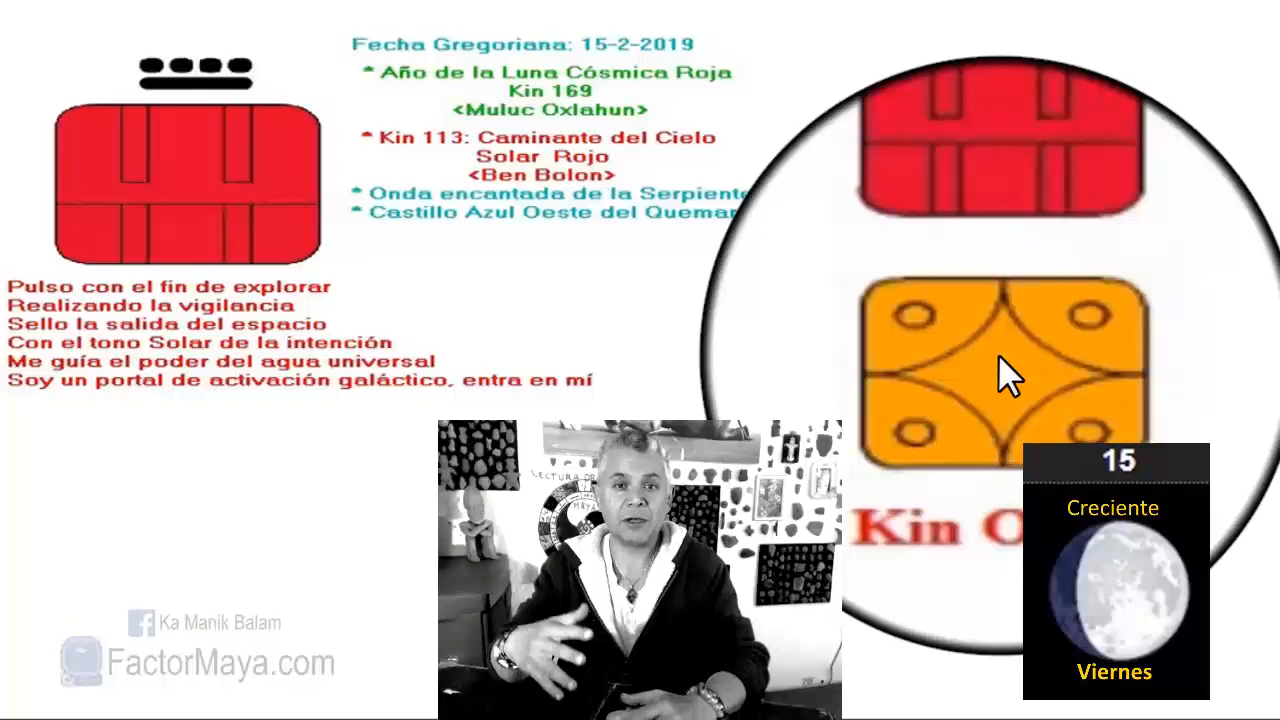 Fecha Gregoriana: 15-2-2019
* Año de la Luna Cósmica Roja
Kin 169
<Muluc Oxlahun>
* Kin 113: Caminante del Cielo
Solar Rojo
<Ben Bolon>
* Onda encantada de la Serpiente
* Castillo Azul Oeste del Quemar
Pulso con el fin de explorar
Realizando la vigilancia
Sello la salida del espacio
Con el tono Solar de la intención
Me guía el poder del agua universal
Soy un portal de activación galáctico, entra en mí
Kin O
15
Creciente
Viernes
LECTURA DE
MAYA
Ka Manik Balam
FactorMaya.com